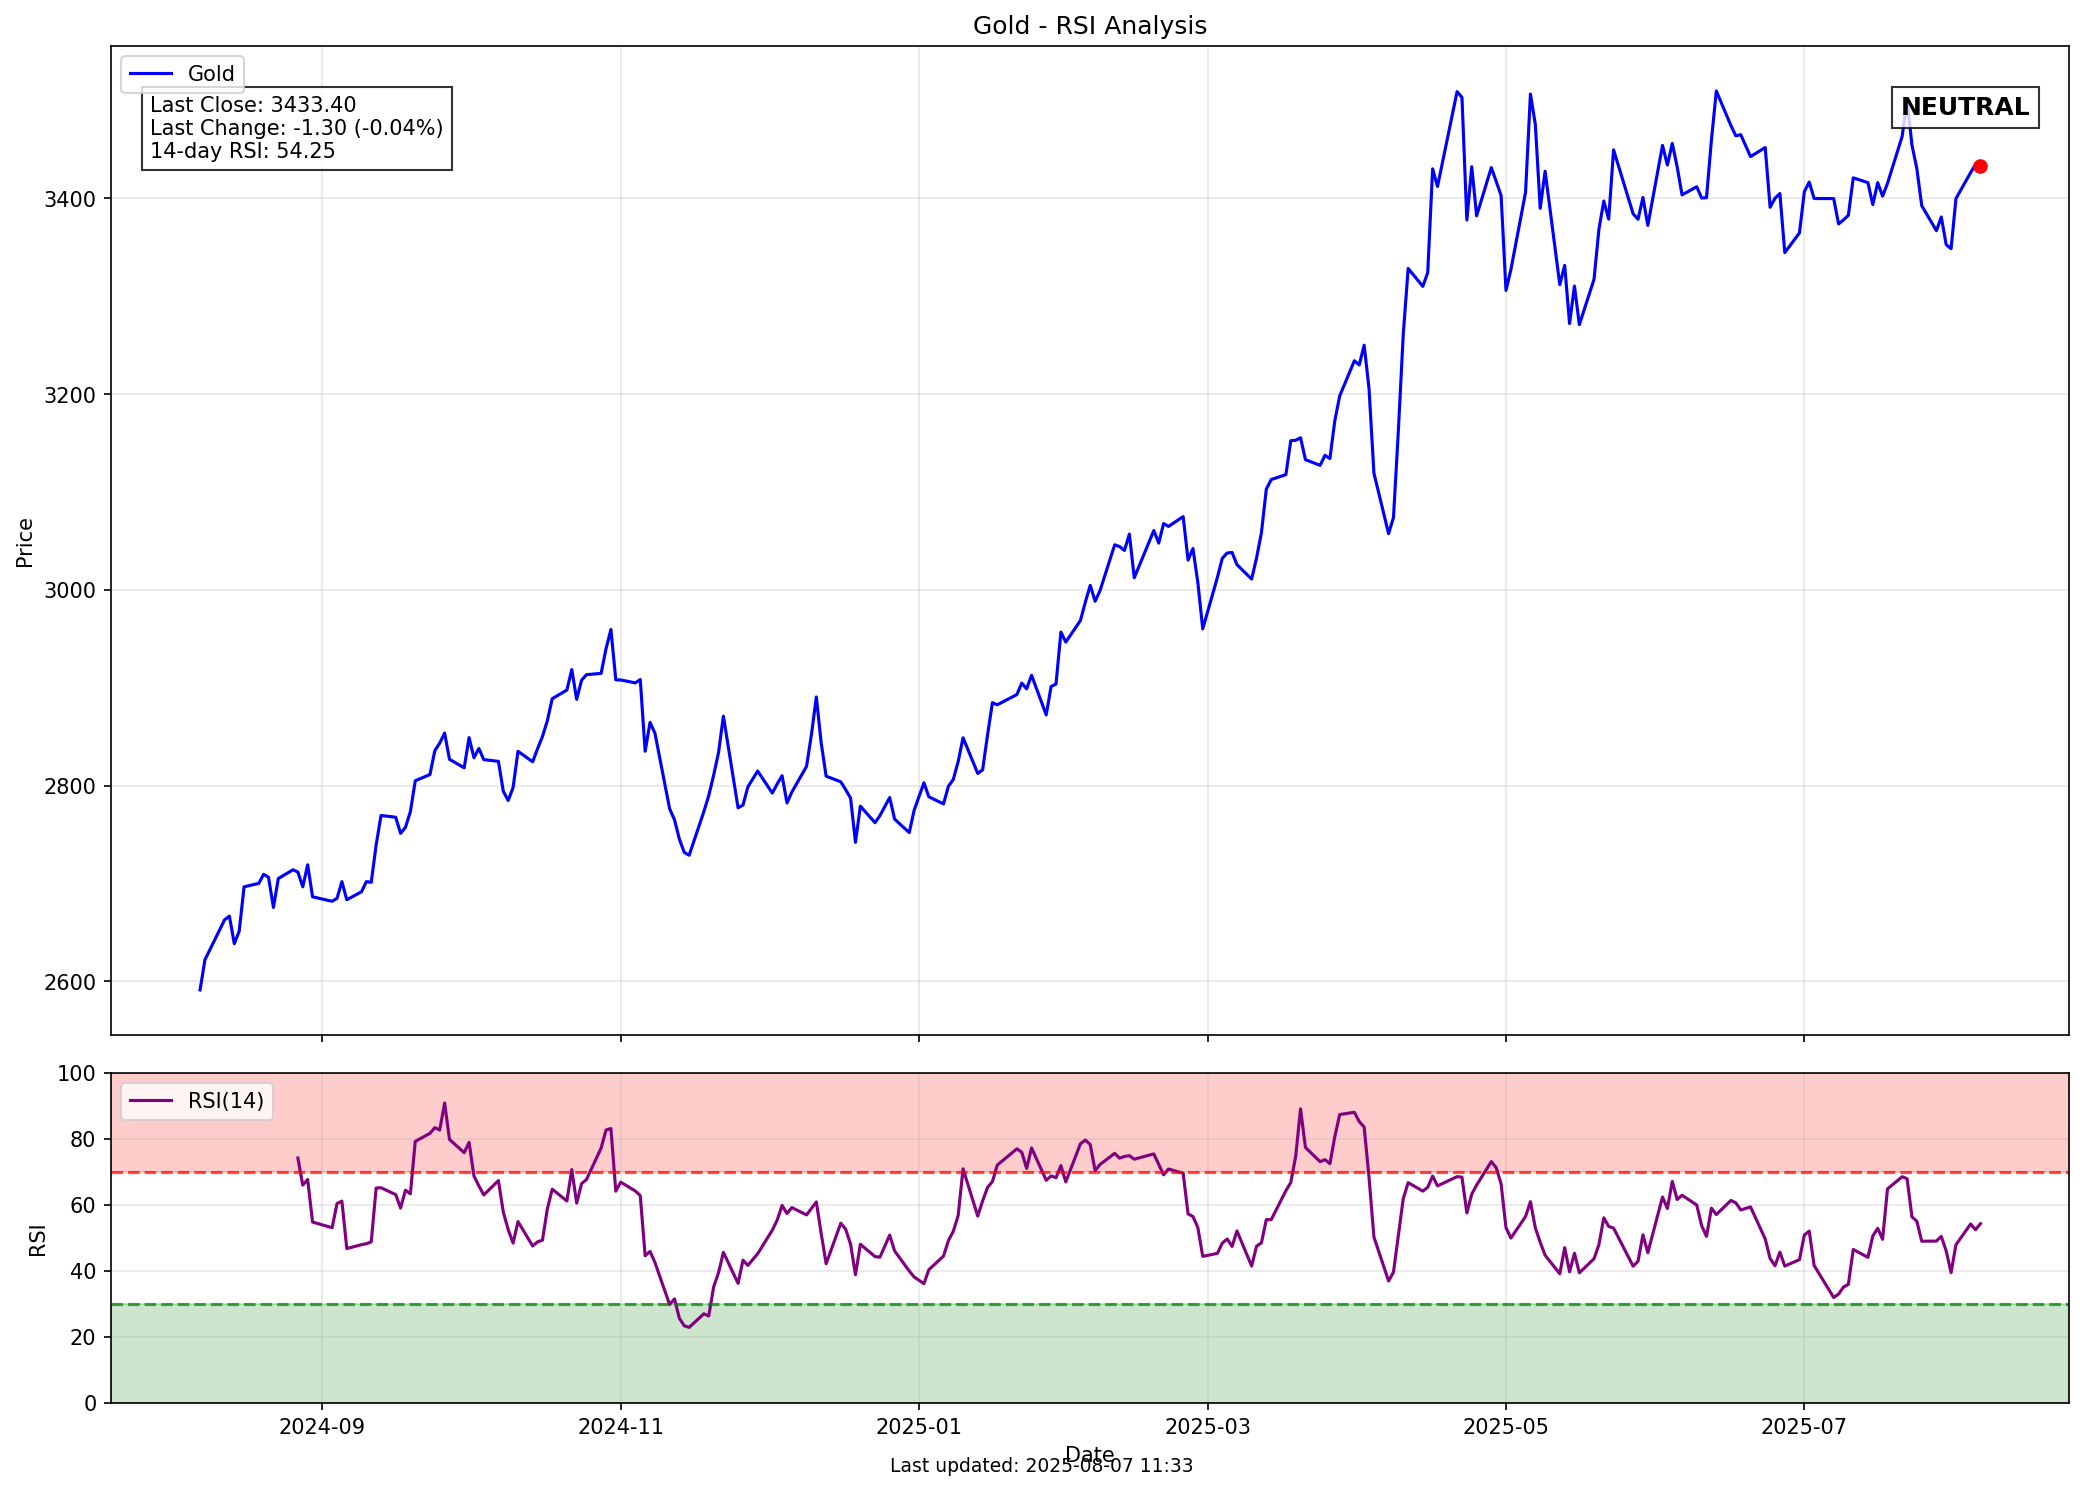 Gold - RSI Analysis
Gold
Last Close: 3433.40
Last Change: -1.30 (-0.04%)
14-day RSI: 54.25
NEUTRAL
Price
3400
3200
3000
2800
2600
RSI(14)
RSI
100
80
60
40
20
0
2024-09
2024-11
2025-01
2025-03
2025-05
2025-07
Date
Last updated: 2025-08-07 11:33